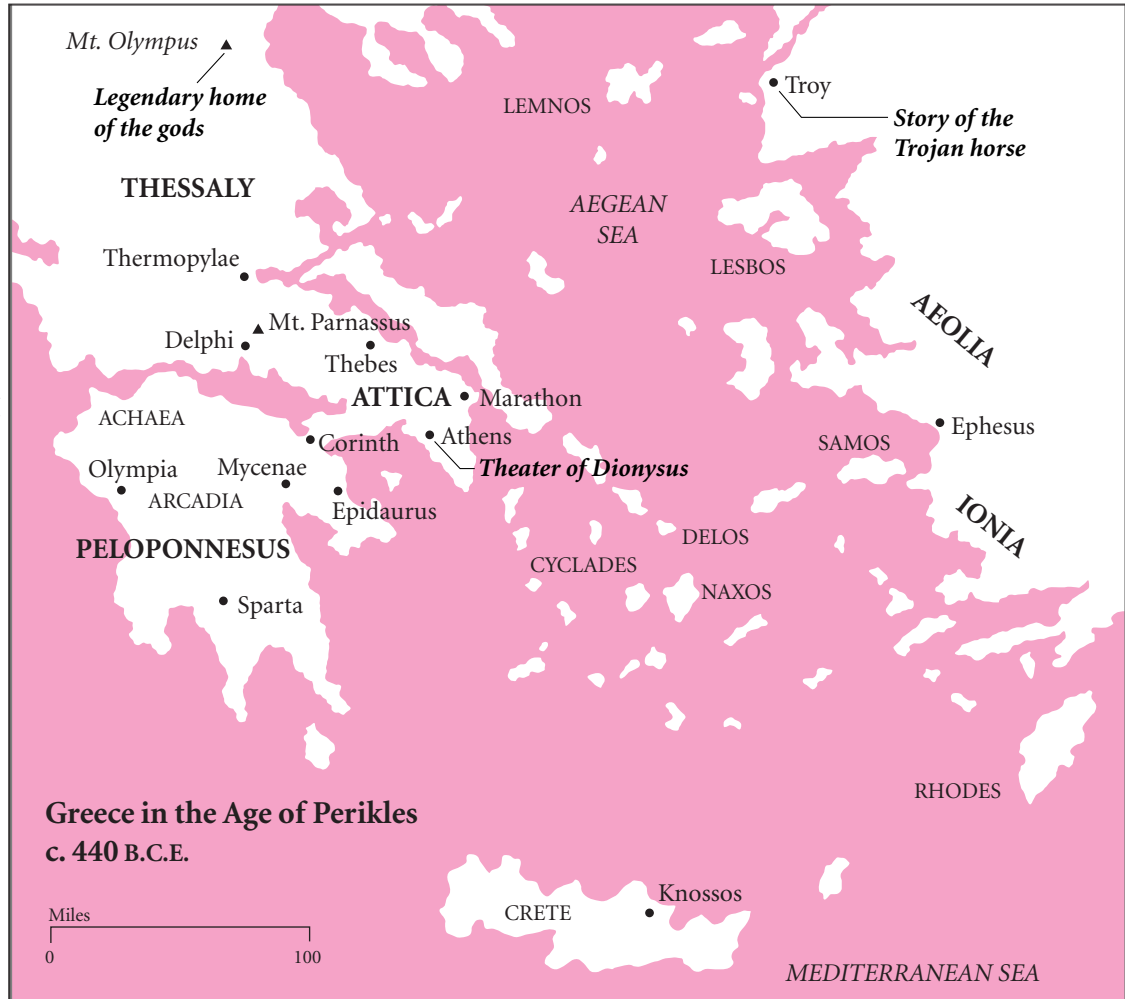 Mt. Olympus
Legendary home
of the gods
LEMNOS
Troy
Story of the
Trojan horse
THESSALY
AEGEAN
SEA
Thermopylae
LESBOS
AEOLIA
Mt. Parnassus
Delphi
Thebes
ATTICA
Marathon
ACHAEA
Corinth
Athens
SAMOS
Ephesus
Olympia
Mycenae
Theater of Dionysus
ARCADIA
Epidaurus
IONIA
PELOPONNESUS
DELOS
CYCLADES
NAXOS
Sparta
RHODES
Greece in the Age of Perikles
c. 440 B.C.E.
Knossos
CRETE
Miles
0 100
MEDITERRANEAN SEA